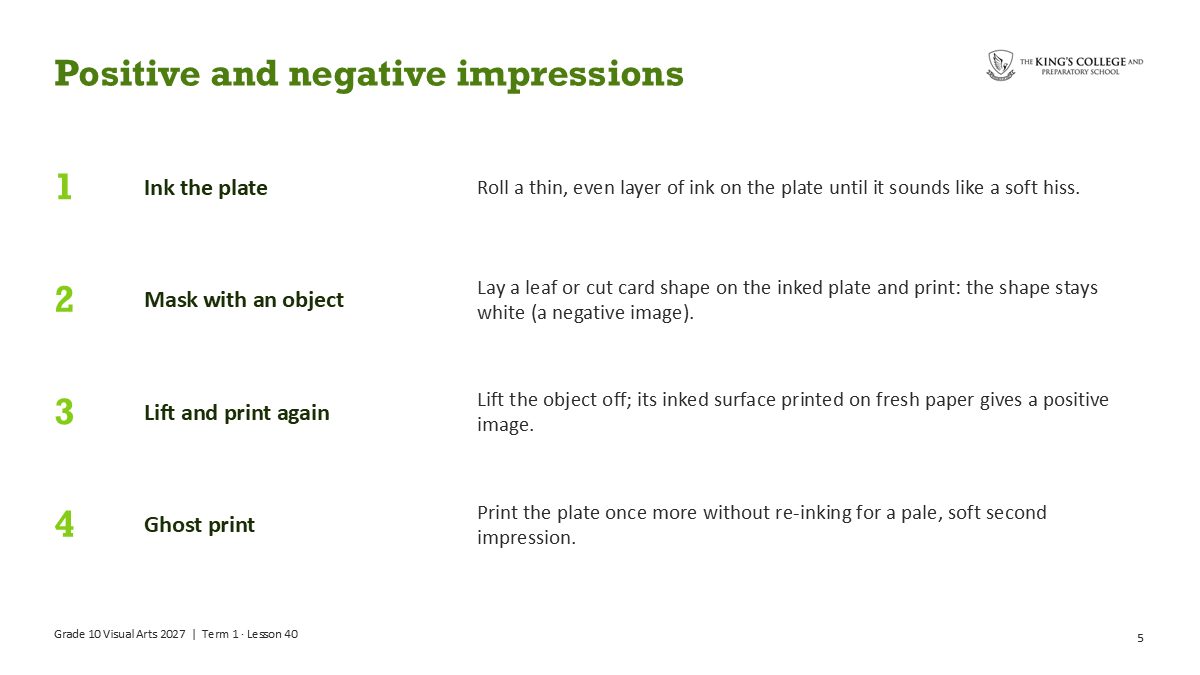 Positive and negative impressions
THE KING'S COLLEGE AND
PREPARATORY SCHOOL
1
Ink the plate
Roll a thin, even layer of ink on the plate until it sounds like a soft hiss.
2
Mask with an object
Lay a leaf or cut card shape on the inked plate and print: the shape stays
white (a negative image).
3
Lift and print again
Lift the object off; its inked surface printed on fresh paper gives a positive
image.
4
Ghost print
Print the plate once more without re-inking for a pale, soft second
impression.
Grade 10 Visual Arts 2027 | Term 1 · Lesson 40
5